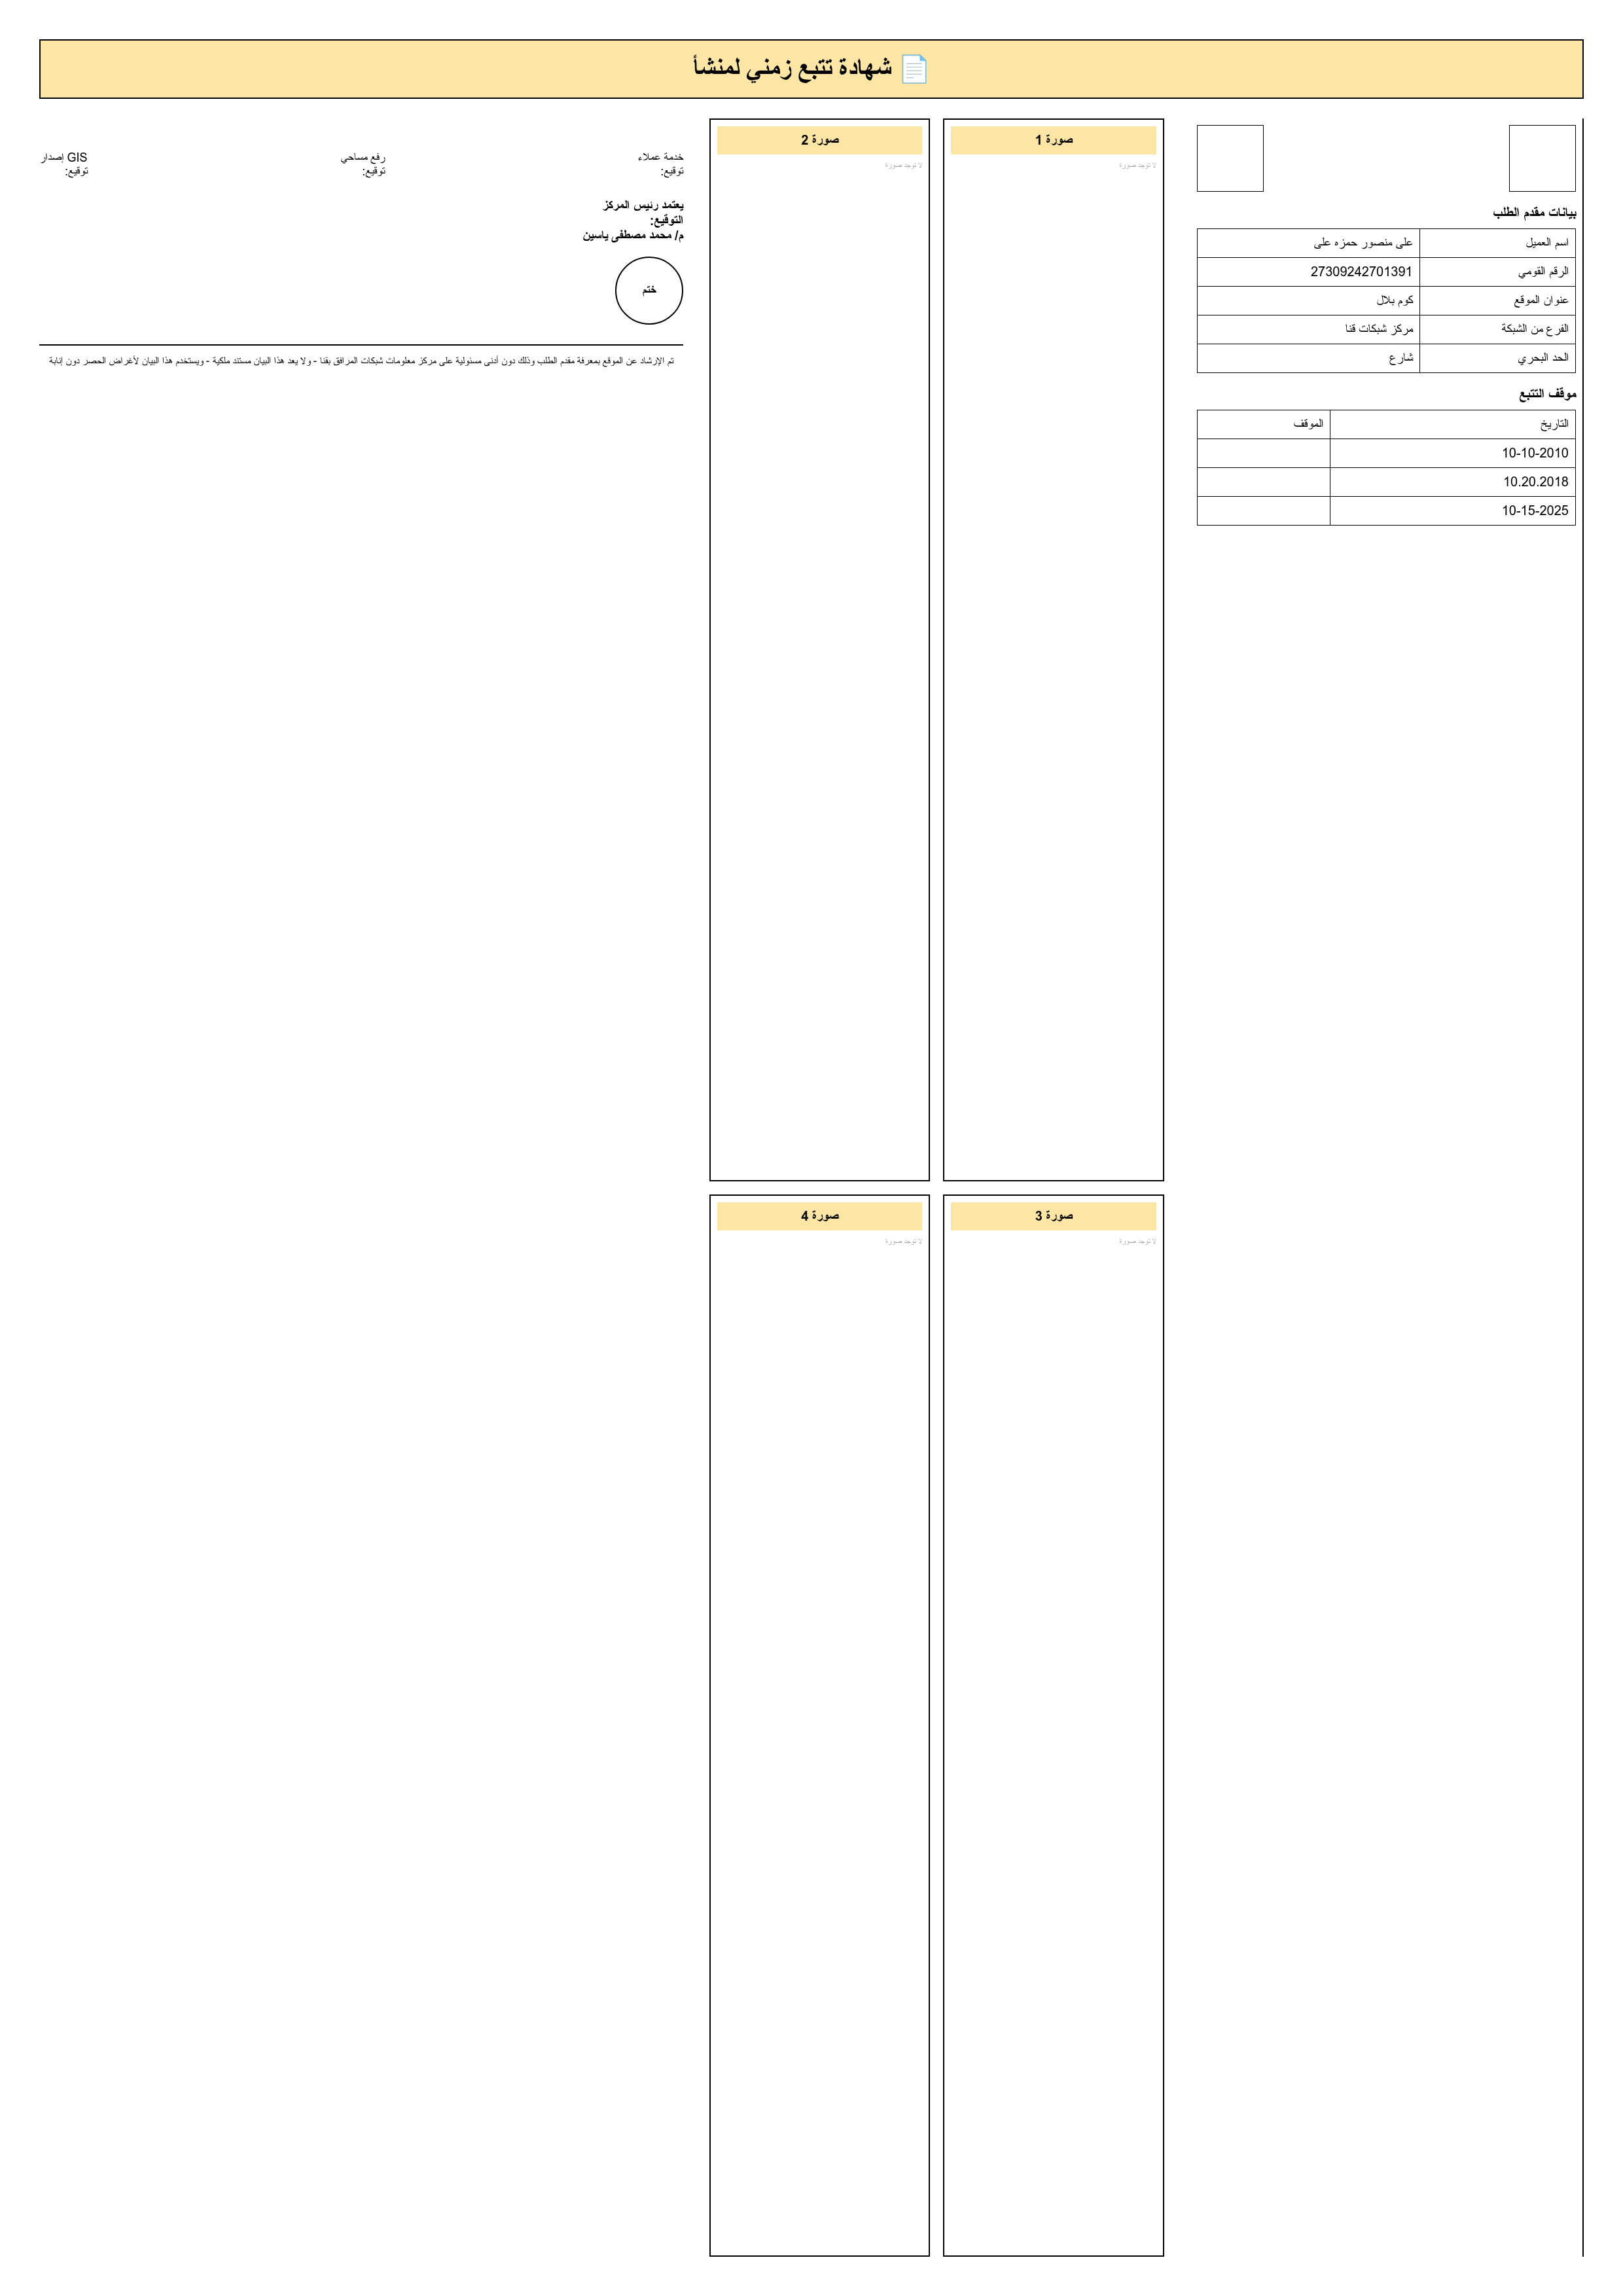 📄 شهادة تتبع زمني لمنشأ
بيانات مقدم الطلب
اسم العميل على منصور حمزه على
الرقم القومي 27309242701391
عنوان الموقع كوم بلال
الفرع من الشبكة مركز شبكات قنا
الحد البحري شارع
موقف التتبع
التاريخ الموقف
10-10-2010
10.20.2018
10-15-2025
صورة 1
لا توجد صورة
صورة 2
لا توجد صورة
صورة 3
لا توجد صورة
صورة 4
لا توجد صورة
خدمة عملاء
توقيع:
رفع مساحي
توقيع:
GIS إصدار
توقيع:
يعتمد رئيس المركز
التوقيع:
م/ محمد مصطفى ياسين
ختم
تم الإرشاد عن الموقع بمعرفة مقدم الطلب وذلك دون أدنى مسئولية على مركز معلومات شبكات المرافق بقنا - ولا يعد هذا البيان مستند ملكية - ويستخدم هذا البيان لأغراض الحصر دون إنابة